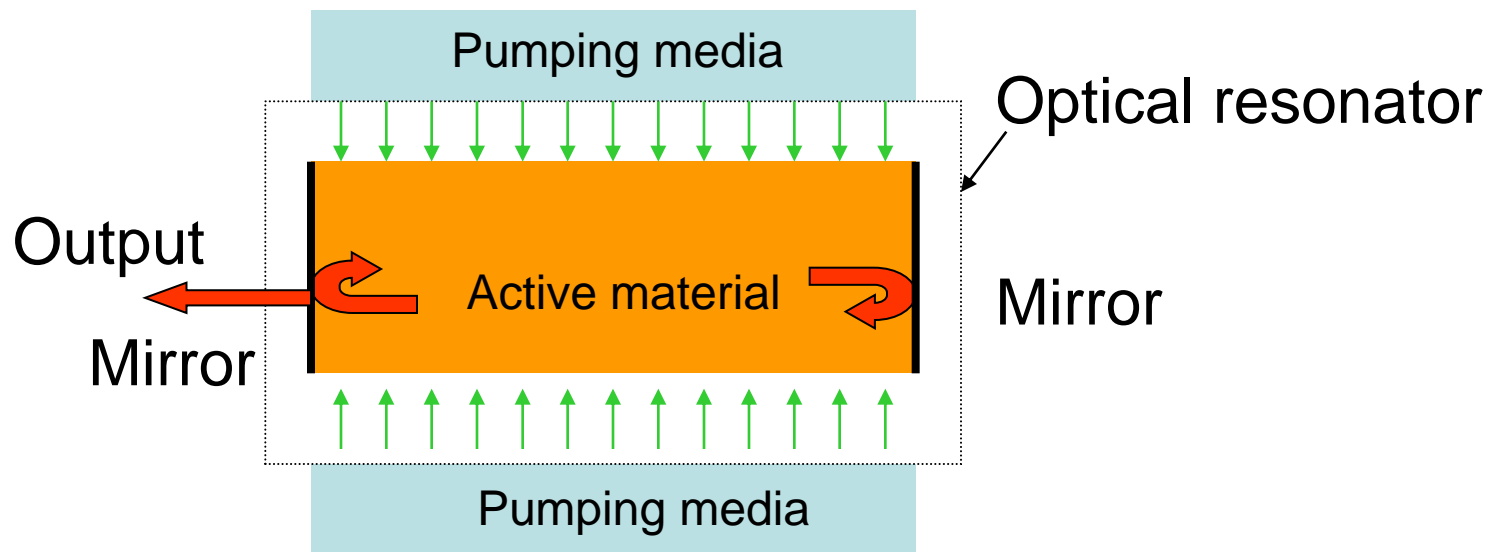 Pumping media
Optical resonator
Output
Active material
Mirror
Mirror
Pumping media